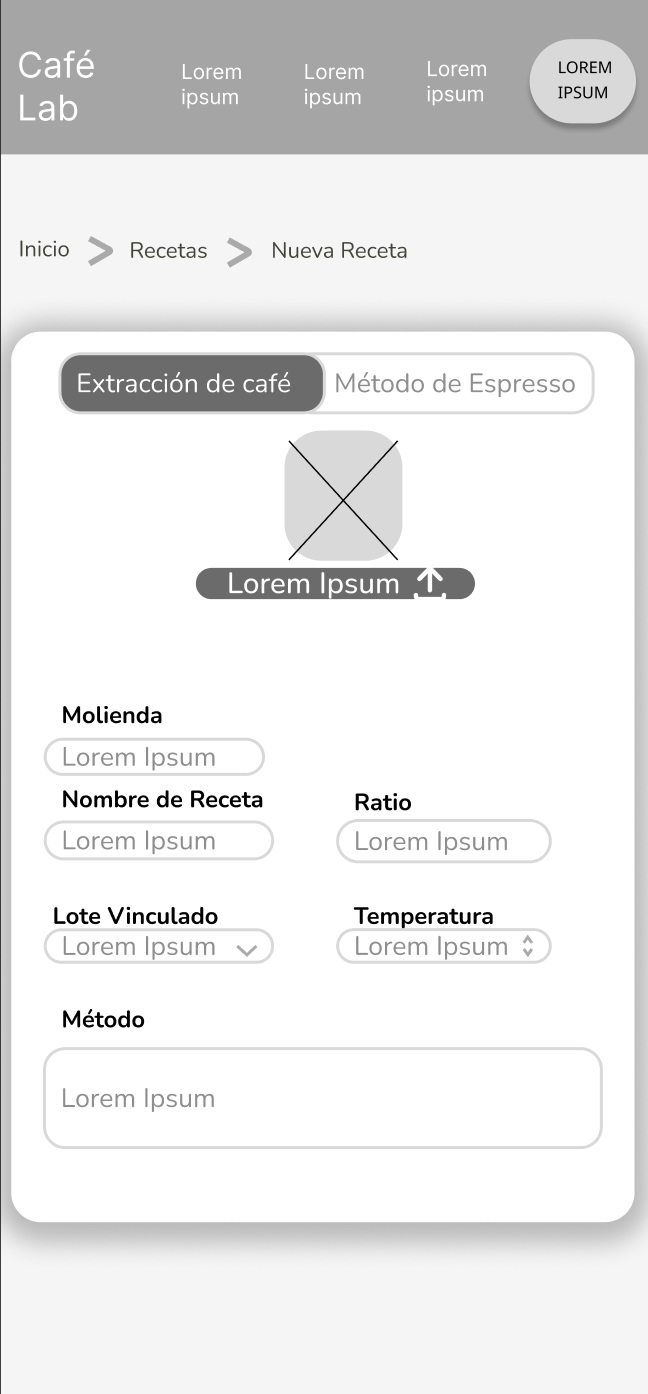 Café
Lab
Lorem
ipsum
Lorem
ipsum
Lorem
ipsum
LOREM
IPSUM
Inicio > Recetas > Nueva Receta
Extracción de café Método de Espresso
Lorem Ipsum
Molienda
Lorem Ipsum
Nombre de Receta
Lorem Ipsum
Ratio
Lorem Ipsum
Lote Vinculado
Lorem Ipsum
Temperatura
Lorem Ipsum
Método
Lorem Ipsum